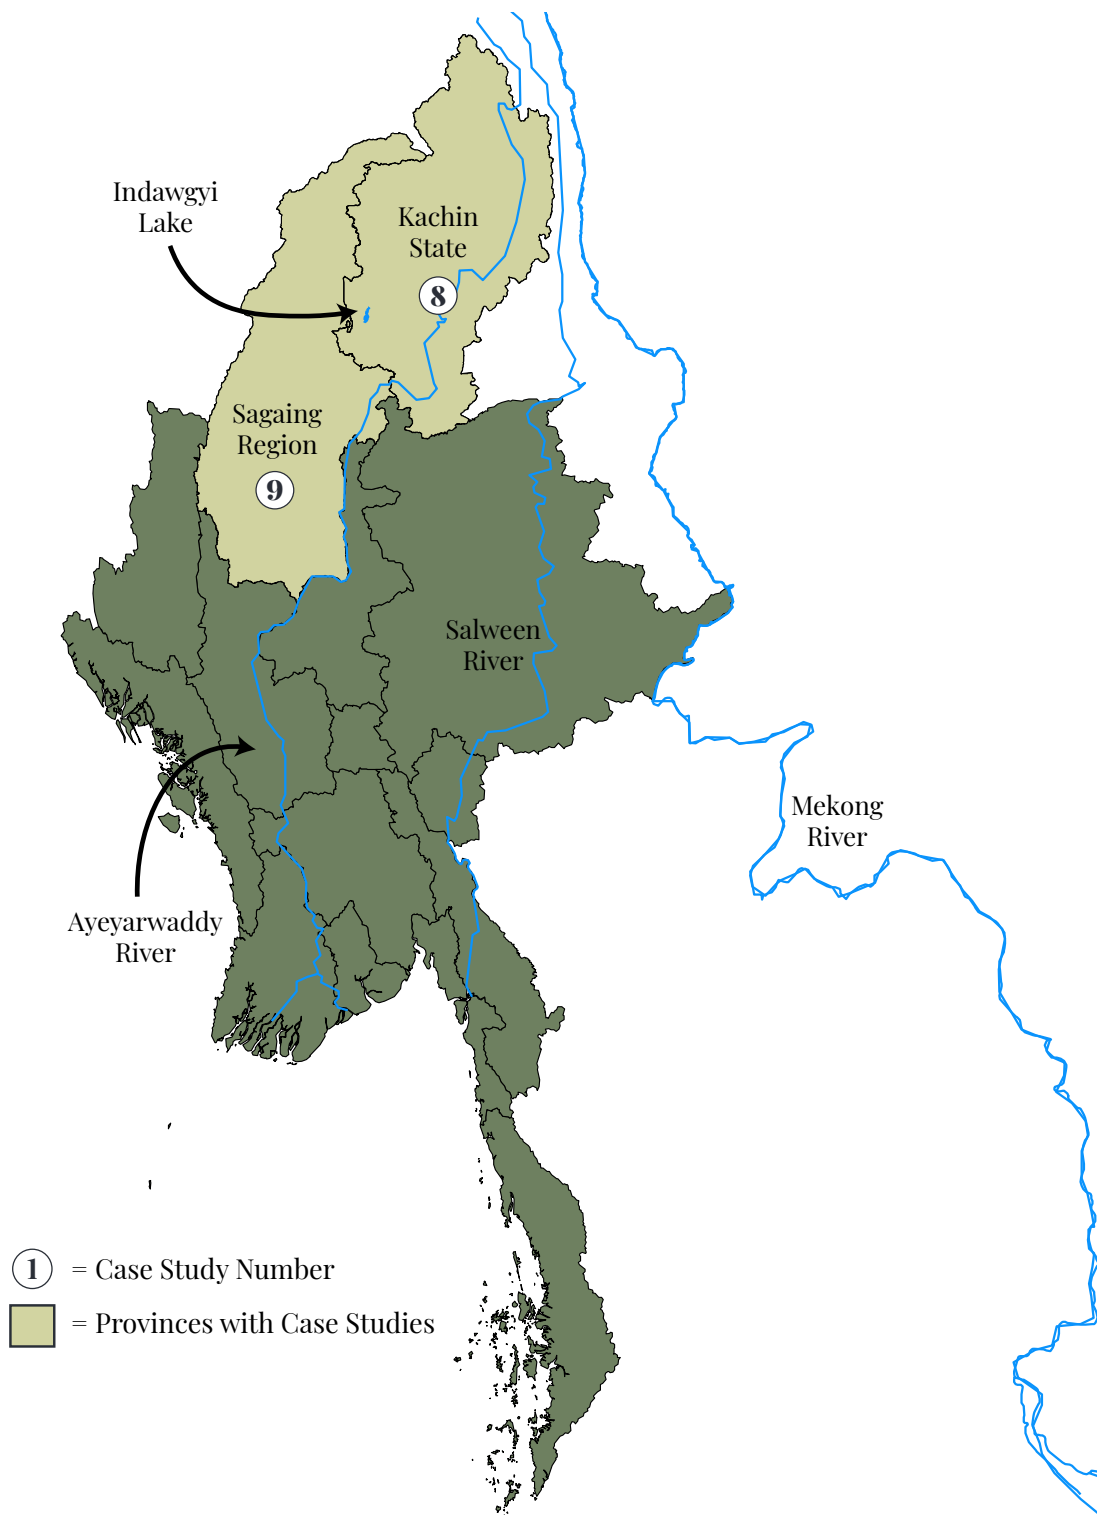 Indawgyi
Lake
Kachin
State
8
Sagaing
Region
9
Salween
River
Mekong
River
Ayeyarwaddy
River
1 = Case Study Number
= Provinces with Case Studies